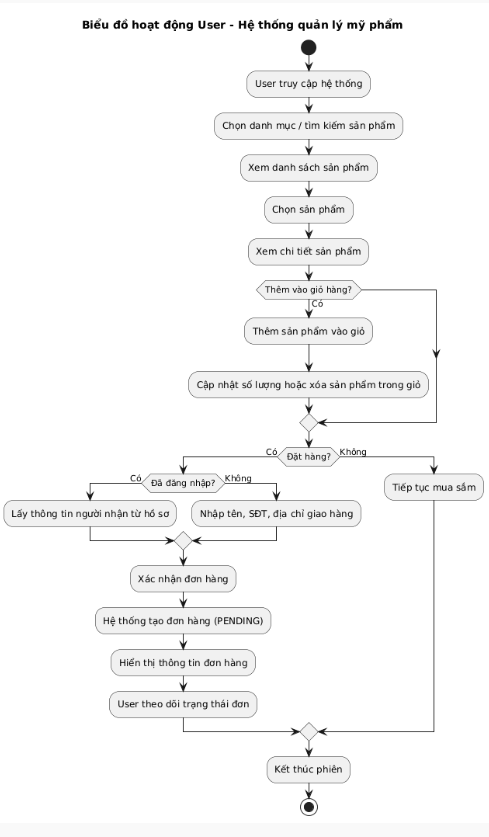 Biểu đồ hoạt động User - Hệ thống quản lý mỹ phẩm
User truy cập hệ thống
Chọn danh mục / tìm kiếm sản phẩm
Xem danh sách sản phẩm
Chọn sản phẩm
Xem chi tiết sản phẩm
Thêm vào giỏ hàng?
Có
Thêm sản phẩm vào giỏ
Cập nhật số lượng hoặc xóa sản phẩm trong giỏ
Có
Đặt hàng?
Không
Có
Đã đăng nhập?
Không
Tiếp tục mua sắm
Lấy thông tin người nhận từ hồ sơ
Nhập tên, SĐT, địa chỉ giao hàng
Xác nhận đơn hàng
Hệ thống tạo đơn hàng (PENDING)
Hiển thị thông tin đơn hàng
User theo dõi trạng thái đơn
Kết thúc phiên